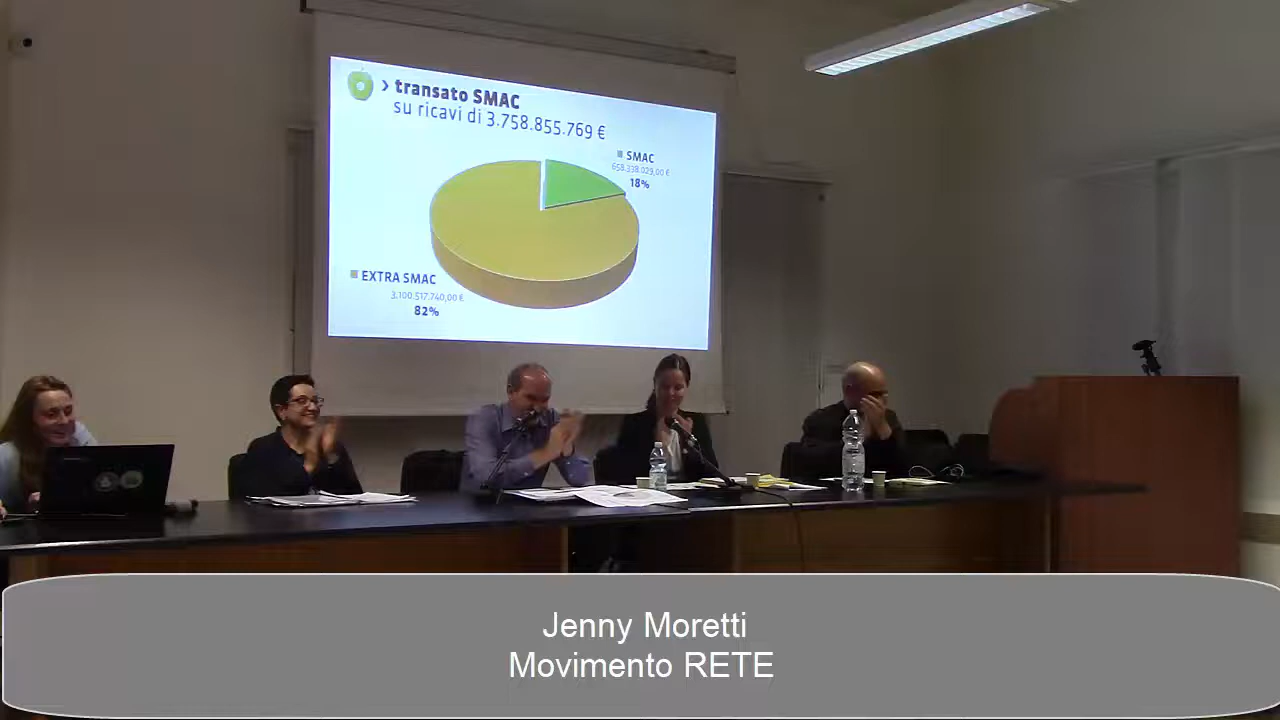 › transato SMAC
su ricavi di 3.758.855.769 €
SMAC
658.338.029,00 €
18%
EXTRA SMAC
3.100.517.740,00 €
82%
Jenny Moretti
Movimento RETE